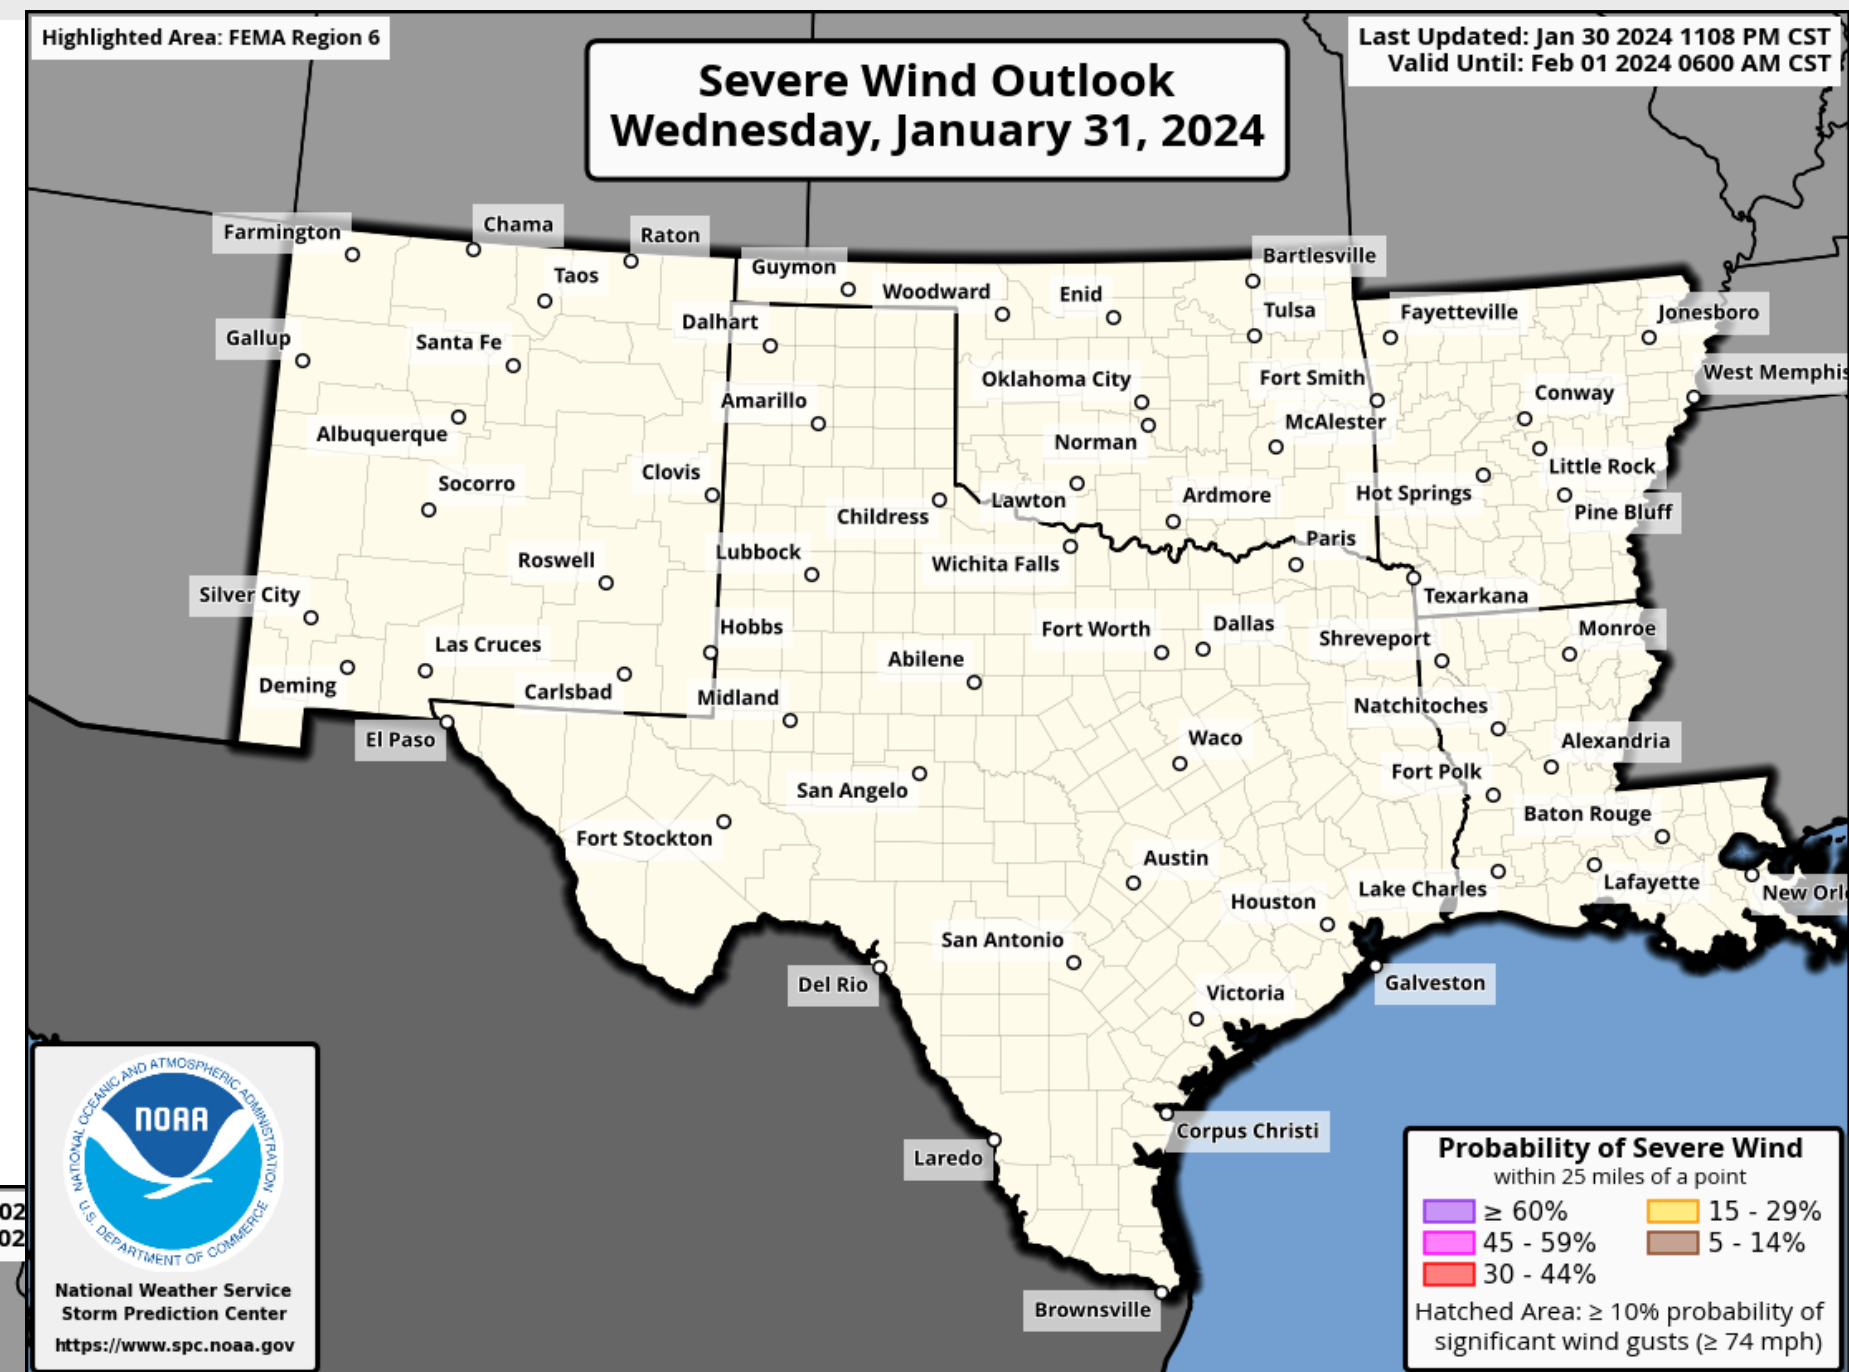 Highlighted Area: FEMA Region 6
Last Updated: Jan 30 2024 1108 PM CST
Valid Until: Feb 01 2024 0600 AM CST
Severe Wind Outlook
Wednesday, January 31, 2024
Farmington
Chama
Raton
Taos
Guymon
Woodward
Enid
Bartlesville
Tulsa
Fayetteville
Jonesboro
Gallup
Santa Fe
Dalhart
Oklahoma City
Fort Smith
Conway
West Memphis
Albuquerque
Amarillo
Norman
McAlester
Little Rock
Socorro
Clovis
Childress
Lawton
Ardmore
Hot Springs
Pine Bluff
Roswell
Lubbock
Wichita Falls
Paris
Texarkana
Silver City
Las Cruces
Hobbs
Abilene
Fort Worth
Dallas
Shreveport
Monroe
Deming
Carlsbad
Midland
Natchitoches
El Paso
San Angelo
Waco
Alexandria
Fort Polk
Fort Stockton
Baton Rouge
Austin
Houston
Lake Charles
Lafayette
New Orl
San Antonio
Del Rio
Victoria
Galveston
Corpus Christi
Laredo
Brownsville
02
02
NATIONAL OCEANIC AND ATMOSPHERIC ADMINISTRATION
NOAA
U.S. DEPARTMENT OF COMMERCE
National Weather Service
Storm Prediction Center
https://www.spc.noaa.gov
Probability of Severe Wind
within 25 miles of a point
≥ 60%
15 - 29%
45 - 59%
5 - 14%
30 - 44%
Hatched Area: ≥ 10% probability of
significant wind gusts (≥ 74 mph)